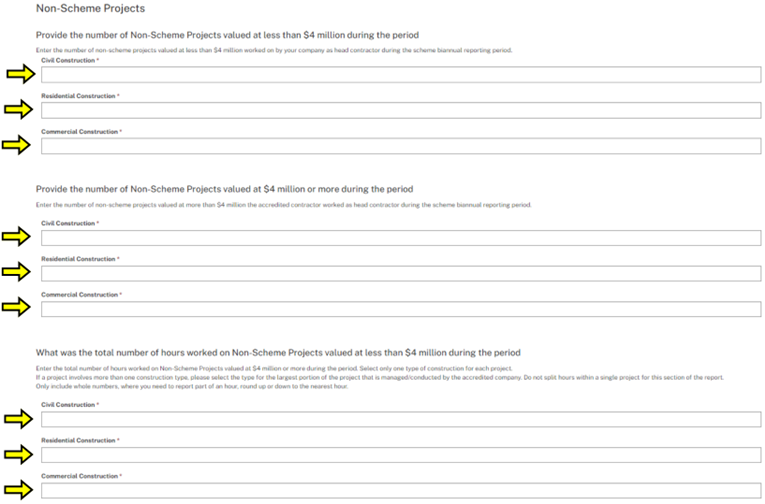 Non-Scheme Projects
Provide the number of Non-Scheme Projects valued at less than $4 million during the period
Enter the number of non-scheme projects valued at less than $4 million worked on by your company as head contractor during the scheme biannual reporting period.
Civil Construction *
Residential Construction *
Commercial Construction *
Provide the number of Non-Scheme Projects valued at $4 million or more during the period
Enter the number of non-scheme projects valued at more than $4 million the accredited contractor worked as head contractor during the scheme biannual reporting period.
Civil Construction *
Residential Construction *
Commercial Construction *
What was the total number of hours worked on Non-Scheme Projects valued at less than $4 million during the period
Enter the total number of hours worked on Non-Scheme Projects valued at $4 million or more during the period. Select only one type of construction for each project.
If a project involves more than one construction type, please select the type for the largest portion of the project that is managed/conducted by the accredited company. Do not split hours within a single project for this section of the report.
Only include whole numbers, where you need to report part of an hour, round up or down to the nearest hour.
Civil Construction *
Residential Construction *
Commercial Construction *